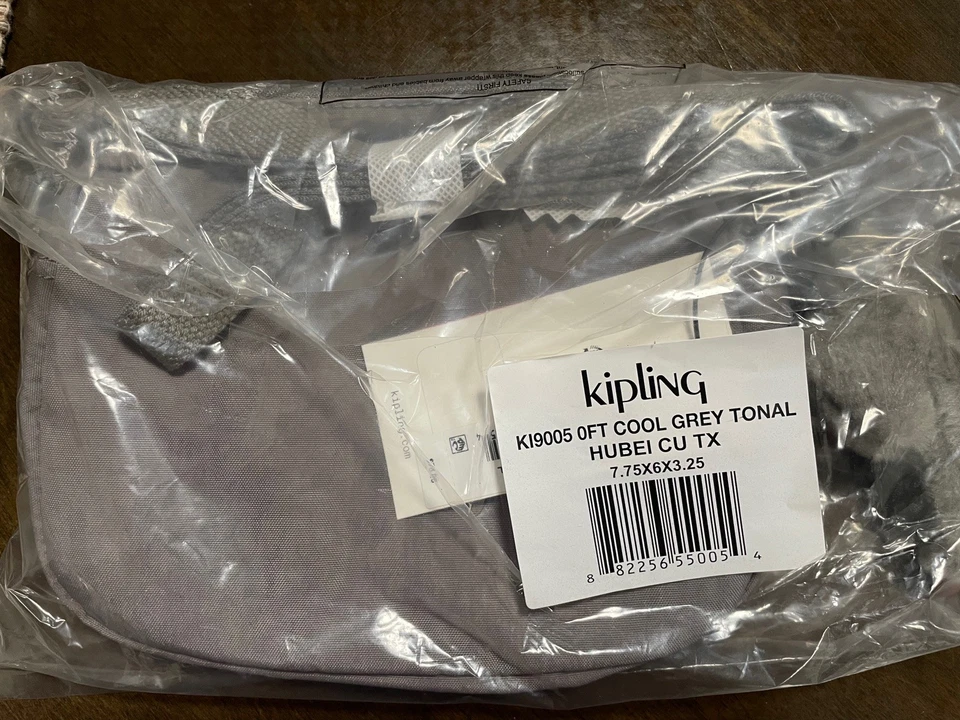 SAFETY FIRST!
kipling.com
kipling
KI9005 0FT COOL GREY TONAL
HUBEI CU TX
7.75X6X3.25
8 82256 55005 4